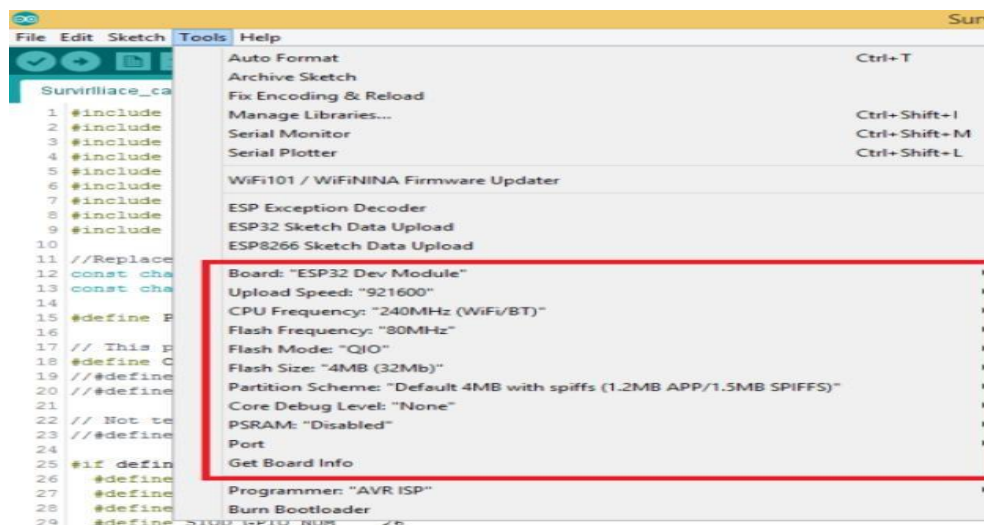 Sur
File Edit Sketch Tools Help
Survirlliace_ca
Auto Format Ctrl+T
Archive Sketch
Fix Encoding & Reload
Manage Libraries... Ctrl+Shift+I
Serial Monitor Ctrl+Shift+M
Serial Plotter Ctrl+Shift+L
WiFi101 / WiFiNINA Firmware Updater
ESP Exception Decoder
ESP32 Sketch Data Upload
ESP8266 Sketch Data Upload
Board: "ESP32 Dev Module"
Upload Speed: "921600"
CPU Frequency: "240MHz (WiFi/BT)"
Flash Frequency: "80MHz"
Flash Mode: "QIO"
Flash Size: "4MB (32Mb)"
Partition Scheme: "Default 4MB with spiffs (1.2MB APP/1.5MB SPIFFS)"
Core Debug Level: "None"
PSRAM: "Disabled"
Port
Get Board Info
Programmer: "AVR ISP"
Burn Bootloader
1 #include
2 #include
3 #include
4 #include
5 #include
6 #include
7 #include
8 #include
9 #include
10
11 //Replace
12 const cha
13 const cha
14
15 #define P
16
17 // This p
18 #define C
19 //#define
20 //#define
21
22 // Not te
23 //#define
24
25 #if defin
26 #define
27 #define
28 #define
29 #define SIOD_GPIO_NUM 26